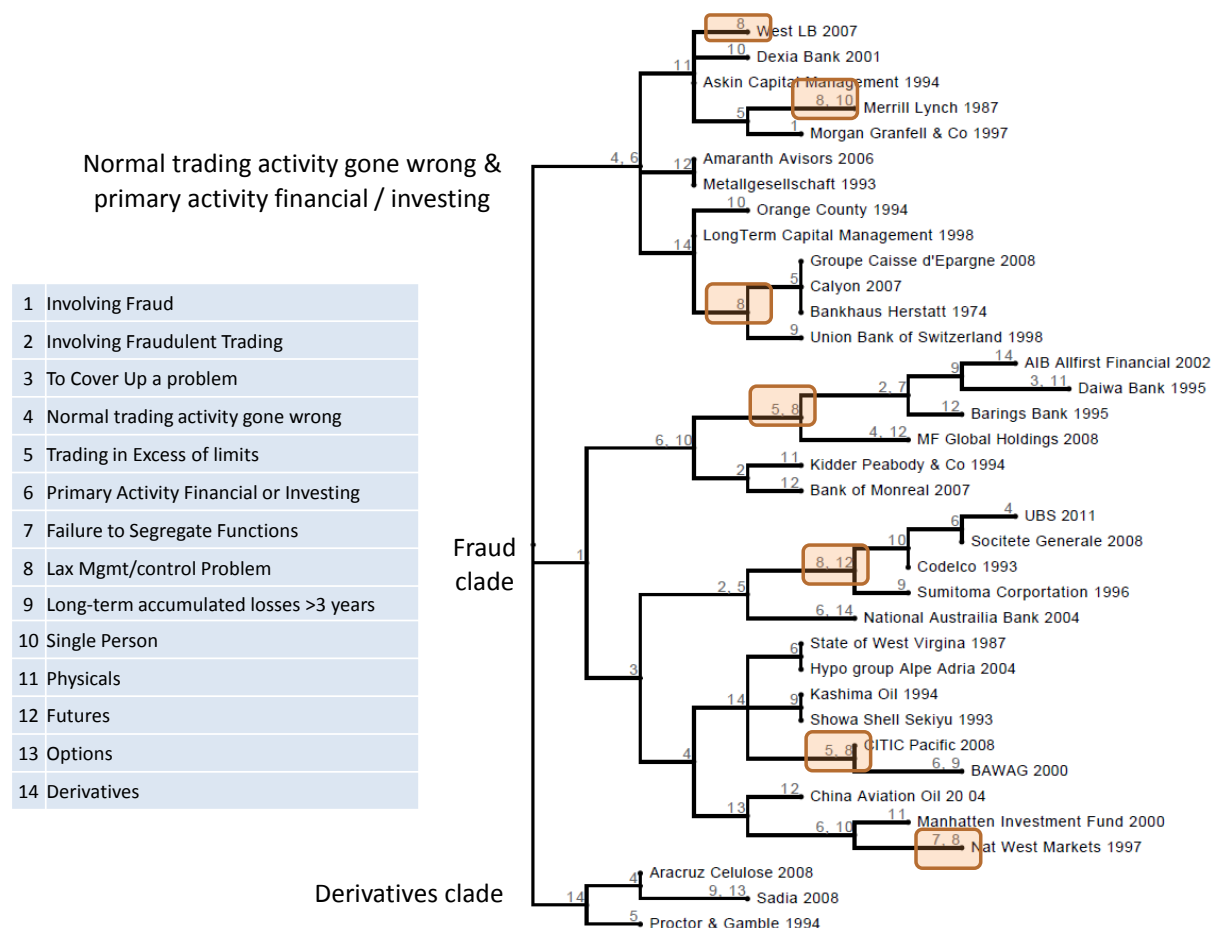 8
West LB 2007
10
Dexia Bank 2001
11
Askin Capital Management 1994
8, 10
Merrill Lynch 1987
5
1
Morgan Granfell & Co 1997
Normal trading activity gone wrong &
primary activity financial / investing
4, 6
12
Amaranth Avisors 2006
Metallgesellschaft 1993
10
Orange County 1994
14
LongTerm Capital Management 1998
Groupe Caisse d'Epargne 2008
5
Calyon 2007
8
Bankhaus Herstatt 1974
9
Union Bank of Switzerland 1998
1 Involving Fraud
2 Involving Fraudulent Trading
3 To Cover Up a problem
4 Normal trading activity gone wrong
5 Trading in Excess of limits
6 Primary Activity Financial or Investing
7 Failure to Segregate Functions
8 Lax Mgmt/control Problem
9 Long-term accumulated losses >3 years
10 Single Person
11 Physicals
12 Futures
13 Options
14 Derivatives
14
AIB Allfirst Financial 2002
9
3, 11
Daiwa Bank 1995
2, 7
12
Barings Bank 1995
5, 8
4, 12
MF Global Holdings 2008
6, 10
11
Kidder Peabody & Co 1994
2
12
Bank of Monreal 2007
Fraud
clade
1
4
UBS 2011
6
Socitete Generale 2008
10
Codelco 1993
8, 12
9
Sumitoma Corportation 1996
2, 5
6, 14
National Austrailia Bank 2004
3
State of West Virgina 1987
6
Hypo group Alpe Adria 2004
14
Kashima Oil 1994
9
Showa Shell Sekiyu 1993
4
CITIC Pacific 2008
5, 8
6, 9
BAWAG 2000
12
China Aviation Oil 20 04
13
11
Manhatten Investment Fund 2000
6, 10
7, 8
Nat West Markets 1997
Derivatives clade
14
Aracruz Celulose 2008
4
9, 13
Sadia 2008
5
Proctor & Gamble 1994